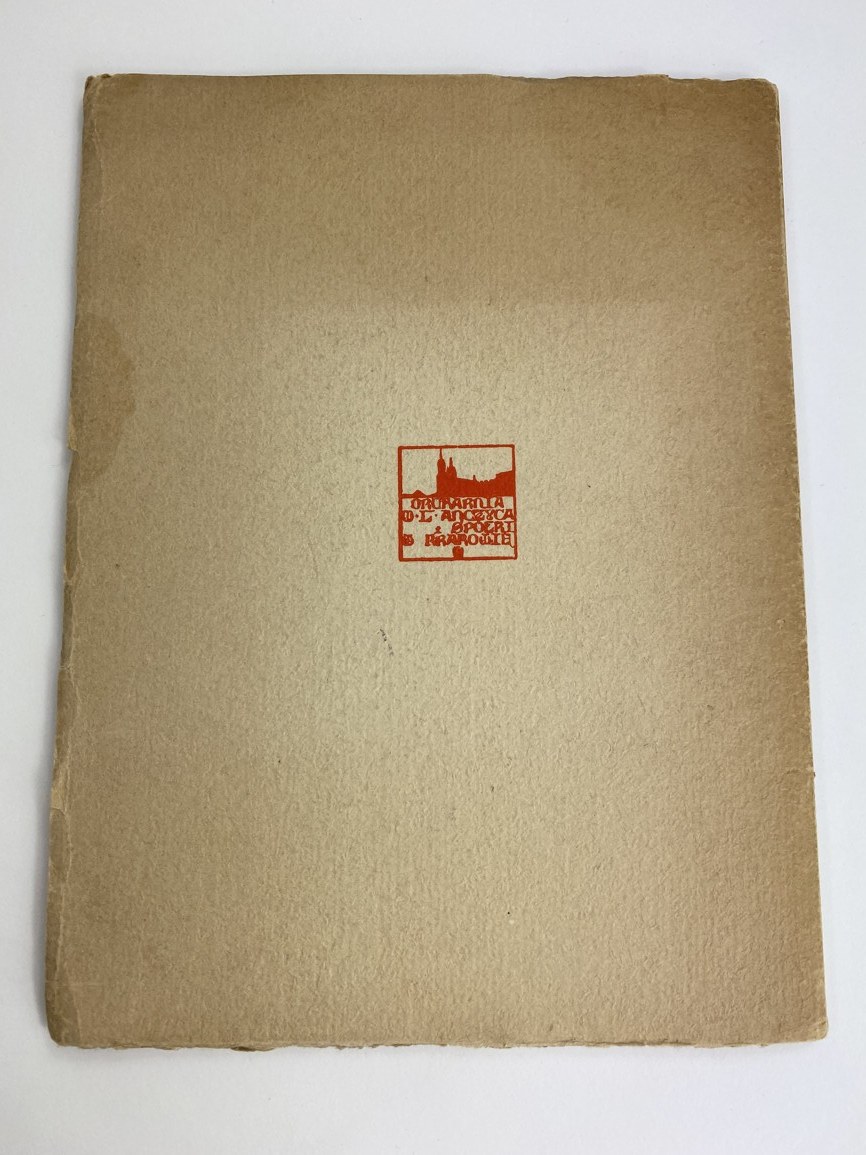 DRUKARNIA
W·L·ANCZYCA
i SPÓŁKI
W KRAKOWIE